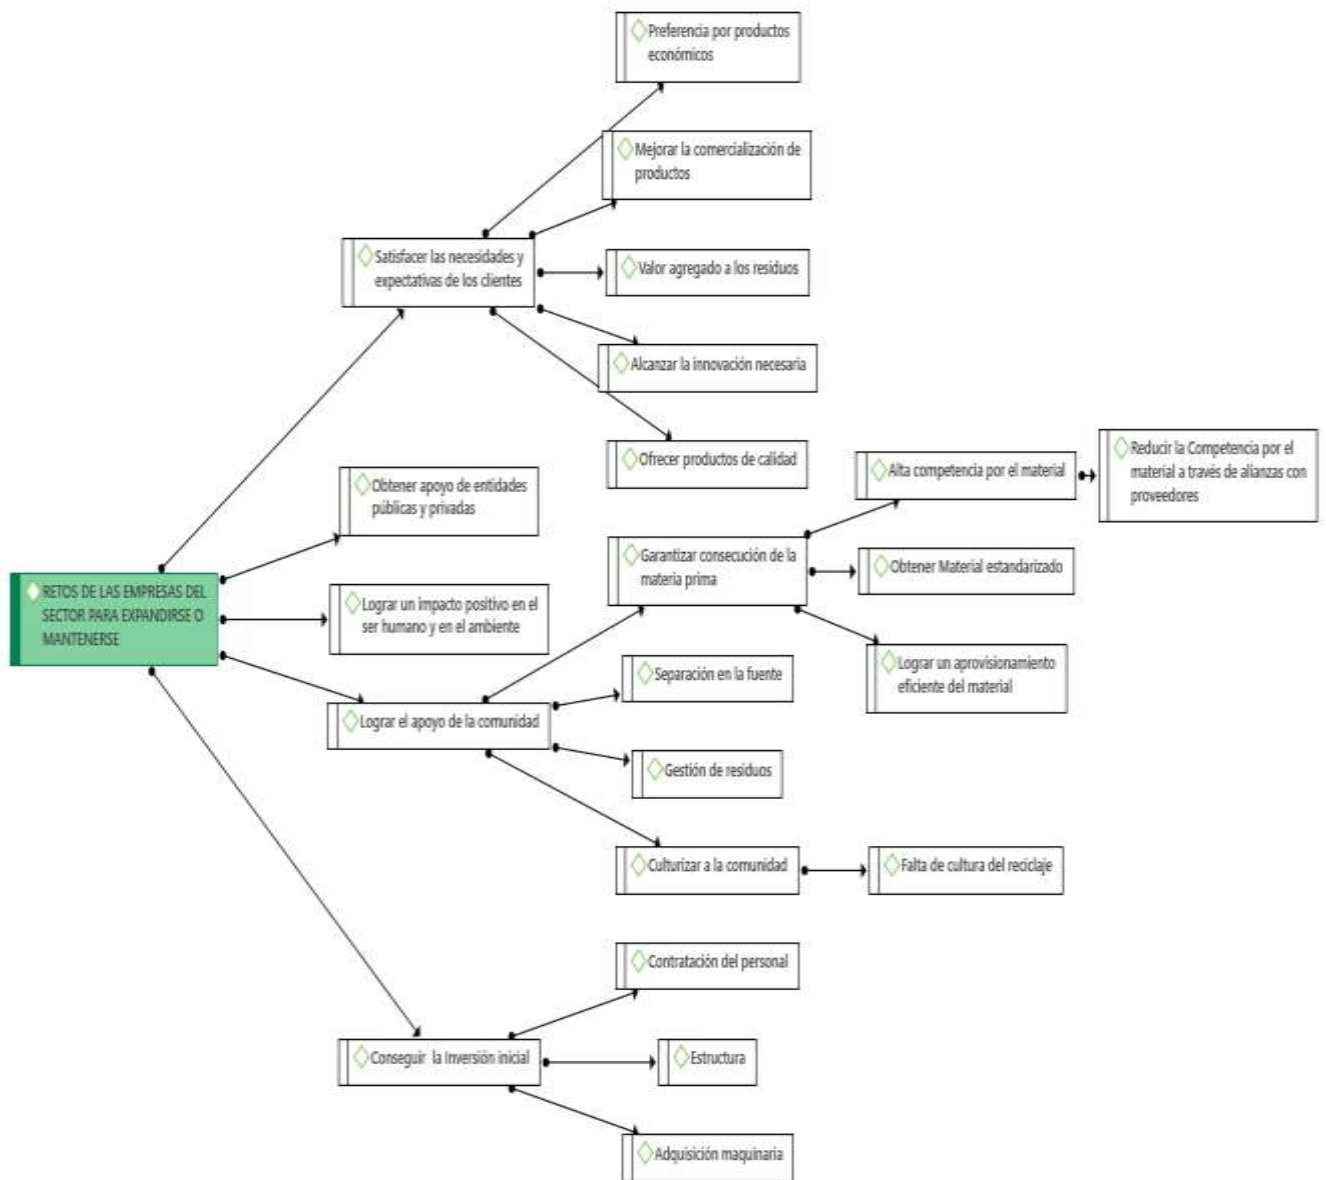 Preferencia por productos
económicos
Mejorar la comercialización de
productos
Satisfacer las necesidades y
expectativas de los clientes
Valor agregado a los residuos
Alcanzar la innovación necesaria
Ofrecer productos de calidad
Alta competencia por el material
Reducir la Competencia por el
material a través de alianzas con
proveedores
Obtener apoyo de entidades
públicas y privadas
Garantizar consecución de la
materia prima
Obtener Material estandarizado
RETOS DE LAS EMPRESAS DEL
SECTOR PARA EXPANDIRSE O
MANTENERSE
Lograr un impacto positivo en el
ser humano y en el ambiente
Lograr un aprovisionamiento
eficiente del material
Separación en la fuente
Lograr el apoyo de la comunidad
Gestión de residuos
Culturizar a la comunidad
Falta de cultura del reciclaje
Contratación del personal
Conseguir la Inversión inicial
Estructura
Adquisición maquinaria